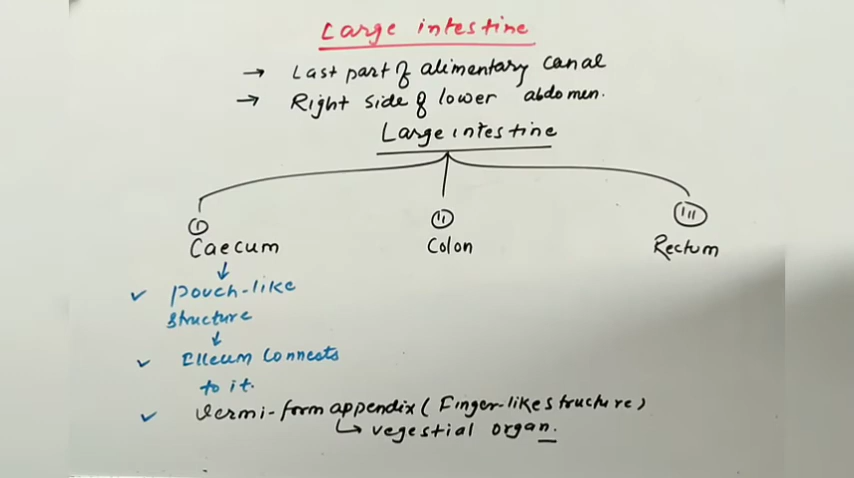 Large intestine
→ Last part of alimentary canal
→ Right side of lower abdomen.
Large intestine
(i) (ii) (iii)
Caecum Colon Rectum
↓
✓ Pouch-like
structure
↓
✓ Illeum Connects
to it.
✓ Vermi-form appendix (Finger-like structure)
↳ vegestial organ.